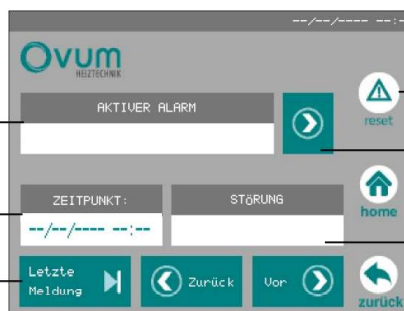 --/--/---- --:-
Ovum
HEIZTECHNIK
AKTIVER ALARM
reset
ZEITPUNKT:
STÖRUNG
--/--/---- --:--
home
Letzte
Meldung
Zurück
Vor
zurück